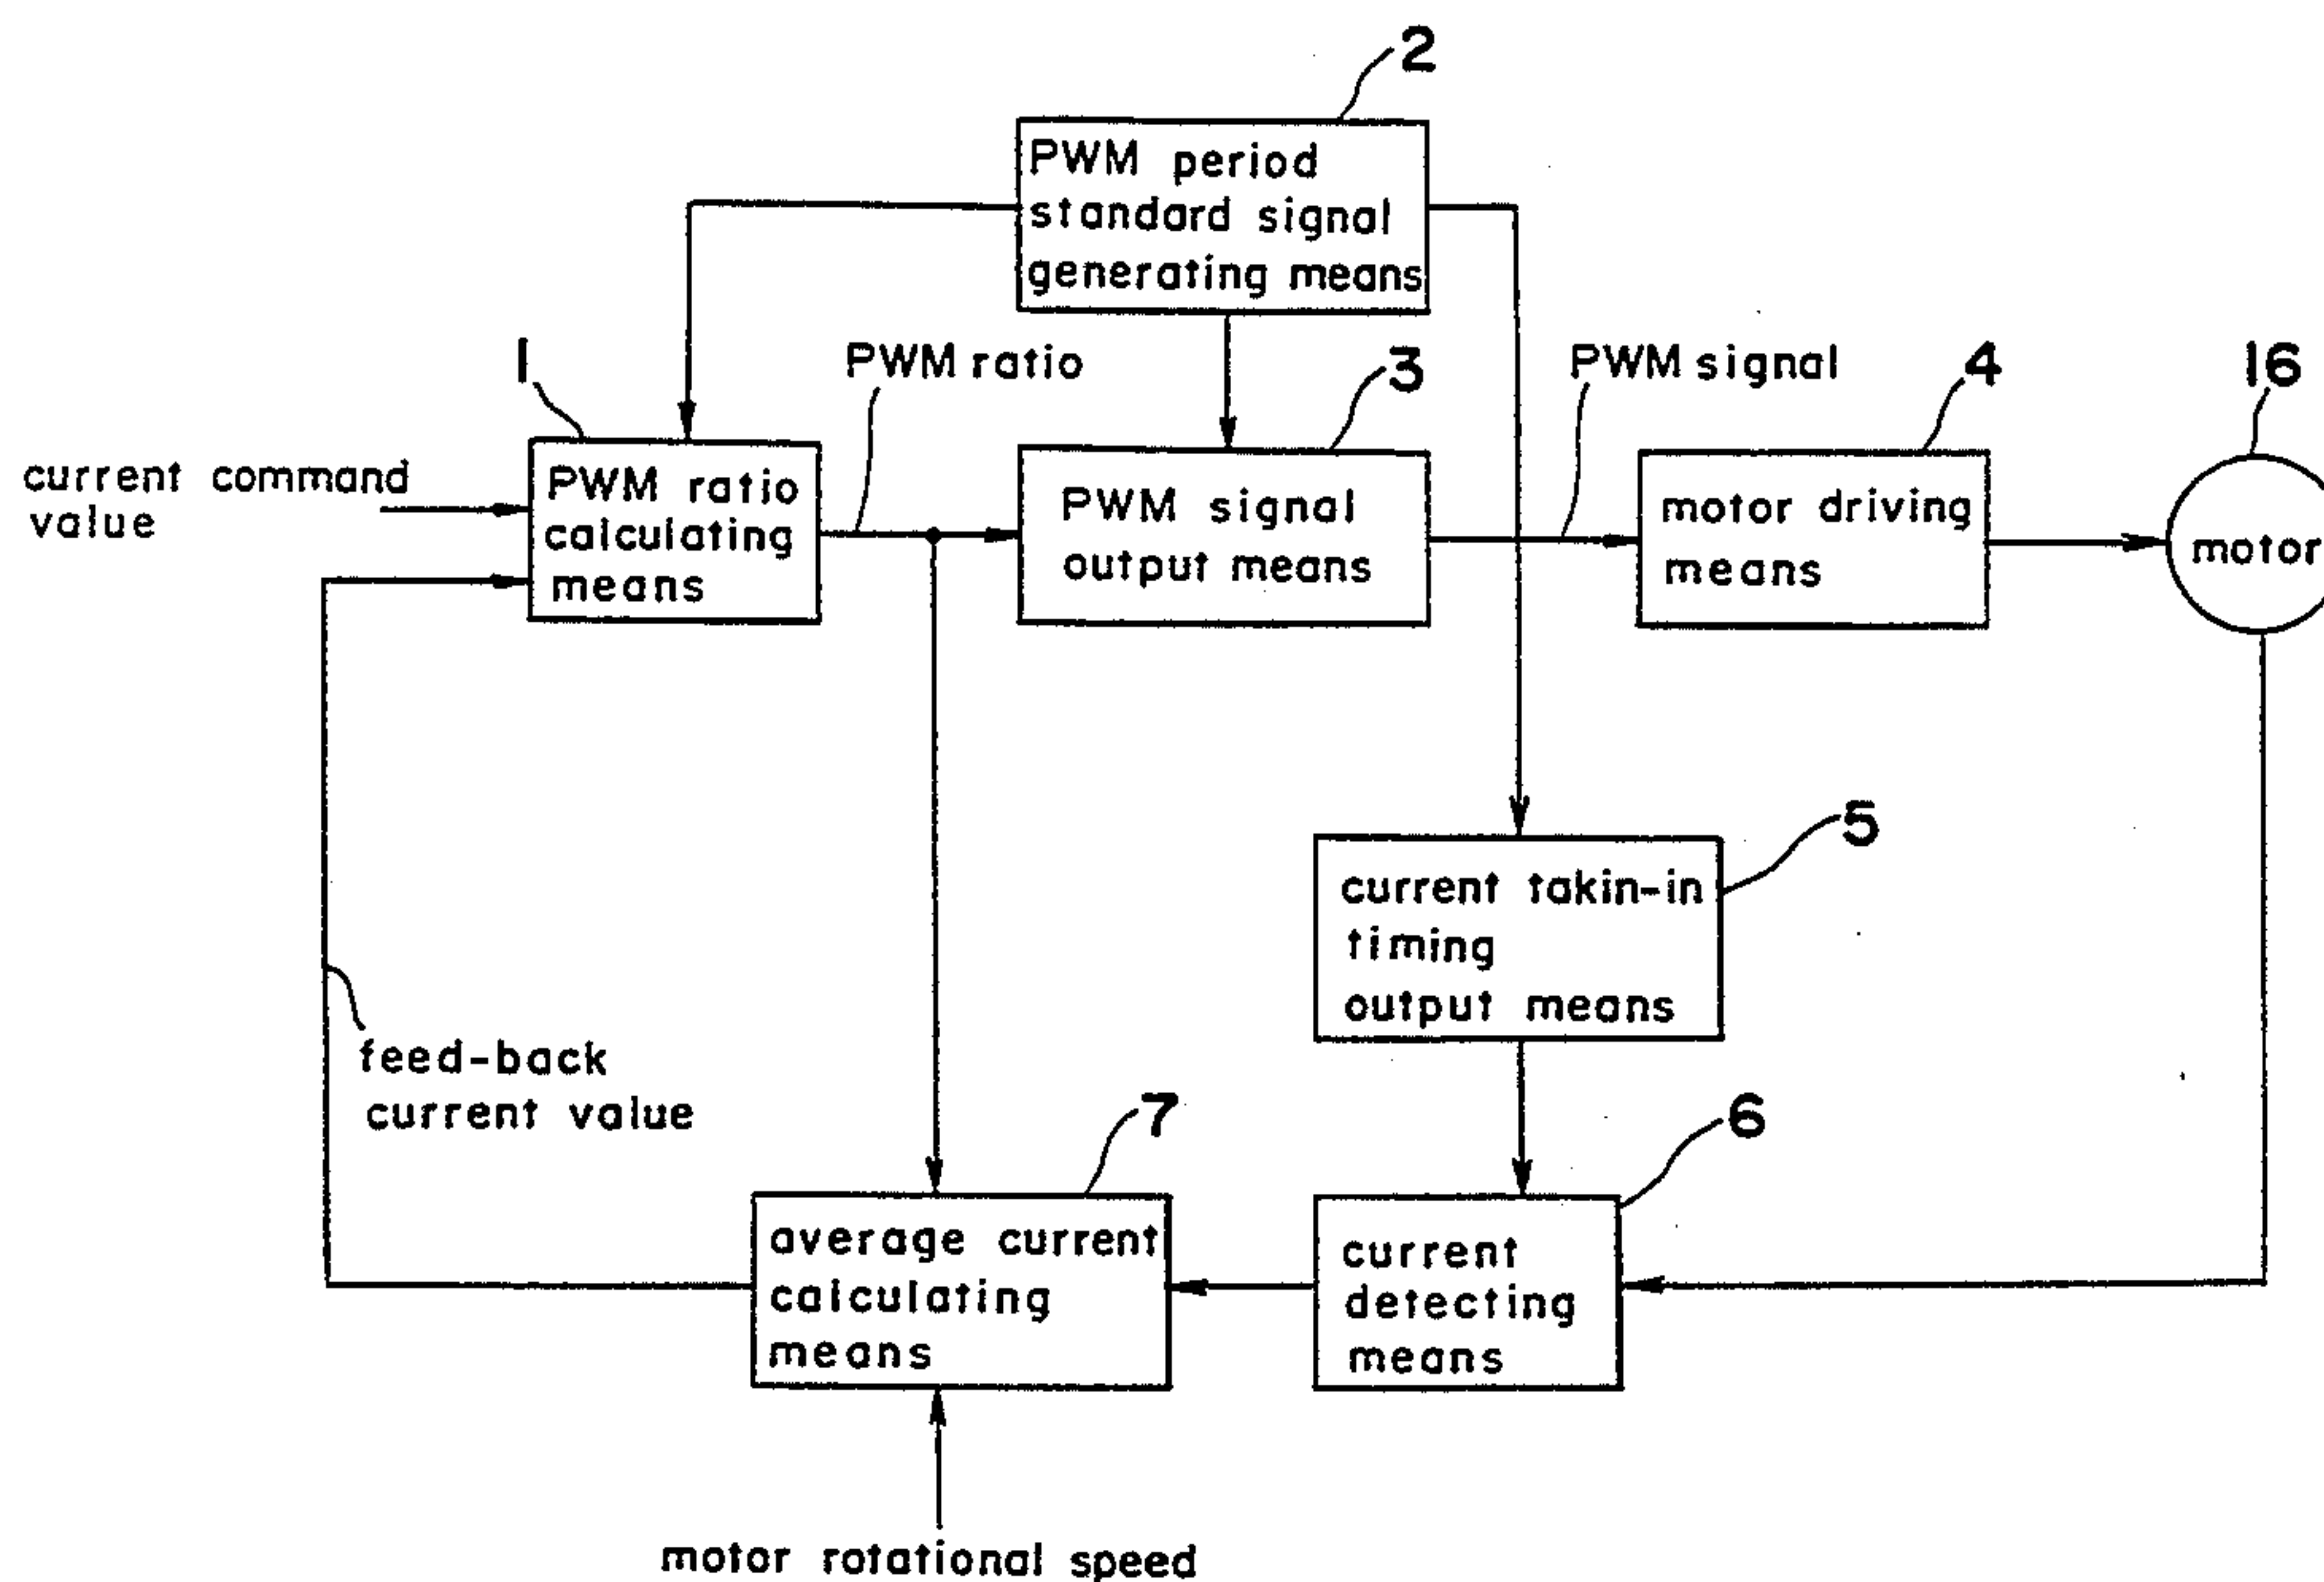 2
PWM period
standard signal
generating means
1
PWM ratio
3
PWM signal
4
16
current command
value
PWM ratio
calculating
means
PWM signal
output means
motor driving
means
motor
5
current takin-in
timing
output means
feed-back
current value
7
6
average current
calculating
means
current
detecting
means
motor rotational speed